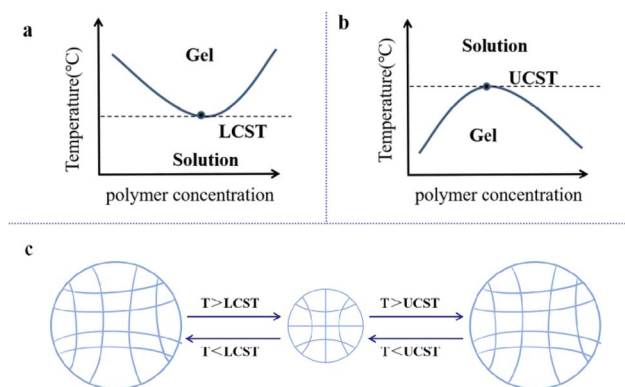 a
Temperature(℃)
Gel
LCST
Solution
polymer concentration
b
Temperature(℃)
Solution
UCST
Gel
polymer concentration
c
T＞LCST
T＜LCST
T＞UCST
T＜UCST